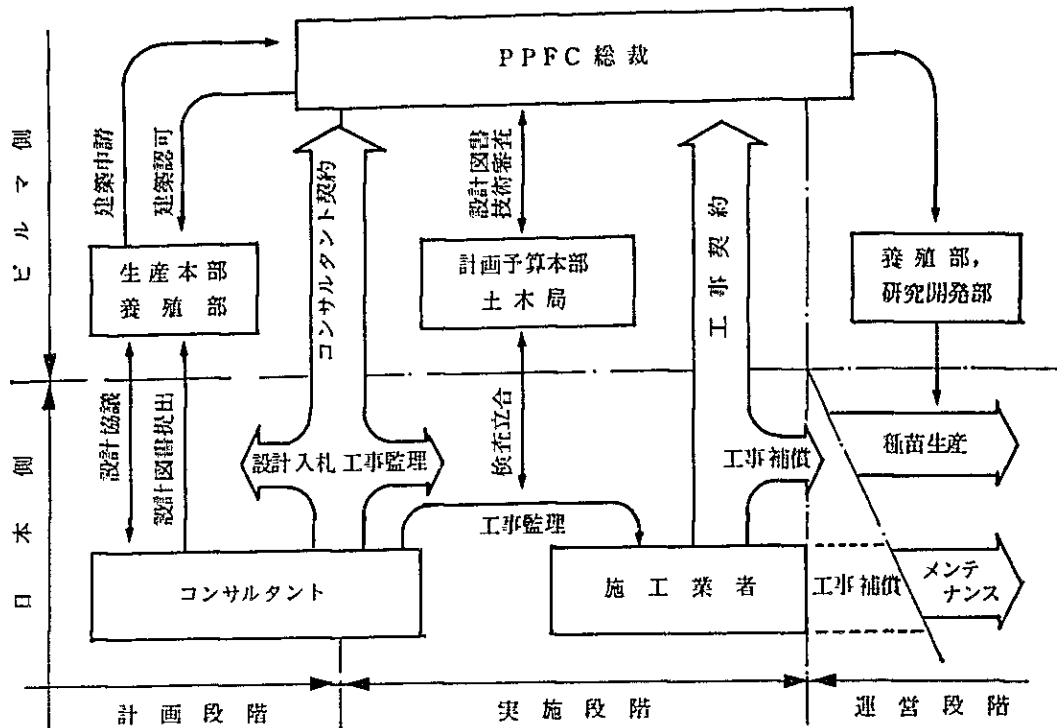 PPFC 総裁
建築申請
建築認可
コンサルタント契約
設計図書
技術審査
工事契約
ビルマ側
生産本部
養殖部
計画予算本部
土木局
養殖部，
研究開発部
設計協議
設計図書提出
検査立合
設計入札 工事監理
工事補償
種苗生産
日本側
工事監理
コンサルタント
施工業者
工事補償
メンテ
ナンス
計画段階
実施段階
運営段階